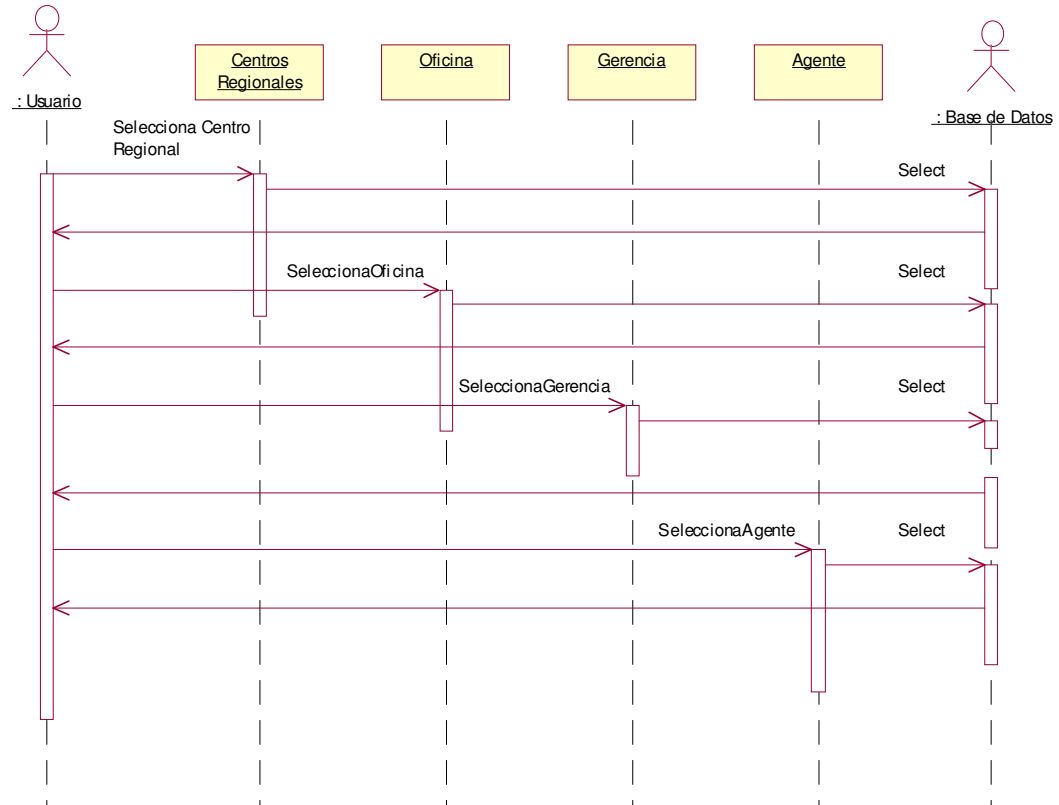 Centros
Regionales
Oficina
Gerencia
Agente
: Usuario
: Base de Datos
Selecciona Centro
Regional
Select
SeleccionaOficina
Select
SeleccionaGerencia
Select
SeleccionaAgente
Select